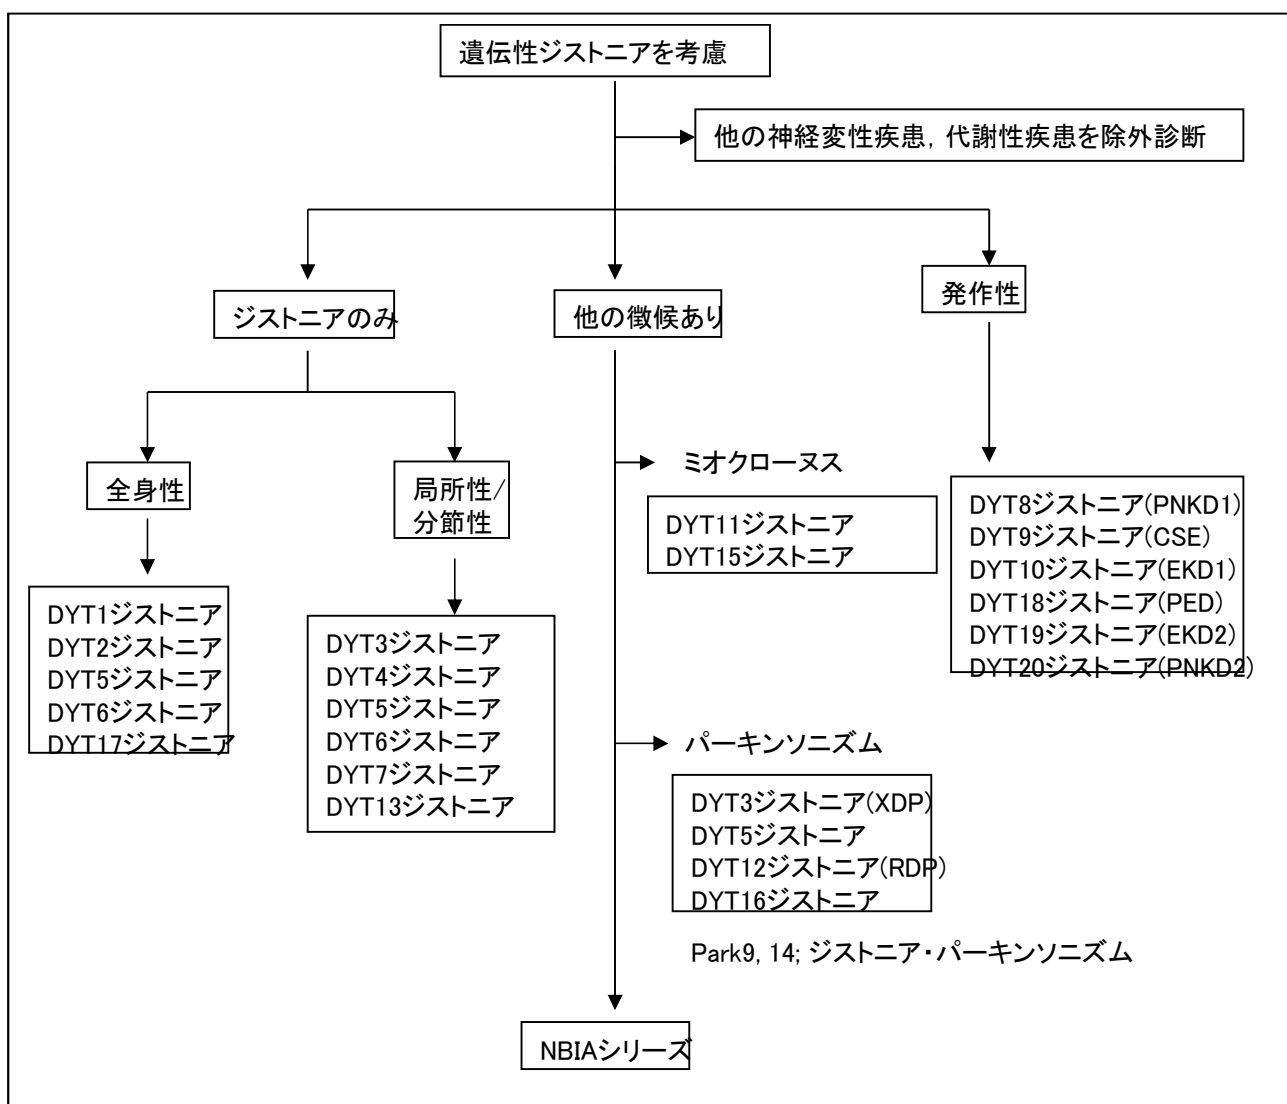 遺伝性ジストニアを考慮
他の神経変性疾患, 代謝性疾患を除外診断
ジストニアのみ
他の徴候あり
発作性
全身性
局所性/
分節性
DYT1ジストニア
DYT2ジストニア
DYT5ジストニア
DYT6ジストニア
DYT17ジストニア
DYT3ジストニア
DYT4ジストニア
DYT5ジストニア
DYT6ジストニア
DYT7ジストニア
DYT13ジストニア
ミオクローヌス
DYT11ジストニア
DYT15ジストニア
パーキンソニズム
DYT3ジストニア(XDP)
DYT5ジストニア
DYT12ジストニア(RDP)
DYT16ジストニア
Park9, 14; ジストニア・パーキンソニズム
NBIAシリーズ
DYT8ジストニア(PNKD1)
DYT9ジストニア(CSE)
DYT10ジストニア(EKD1)
DYT18ジストニア(PED)
DYT19ジストニア(EKD2)
DYT20ジストニア(PNKD2)